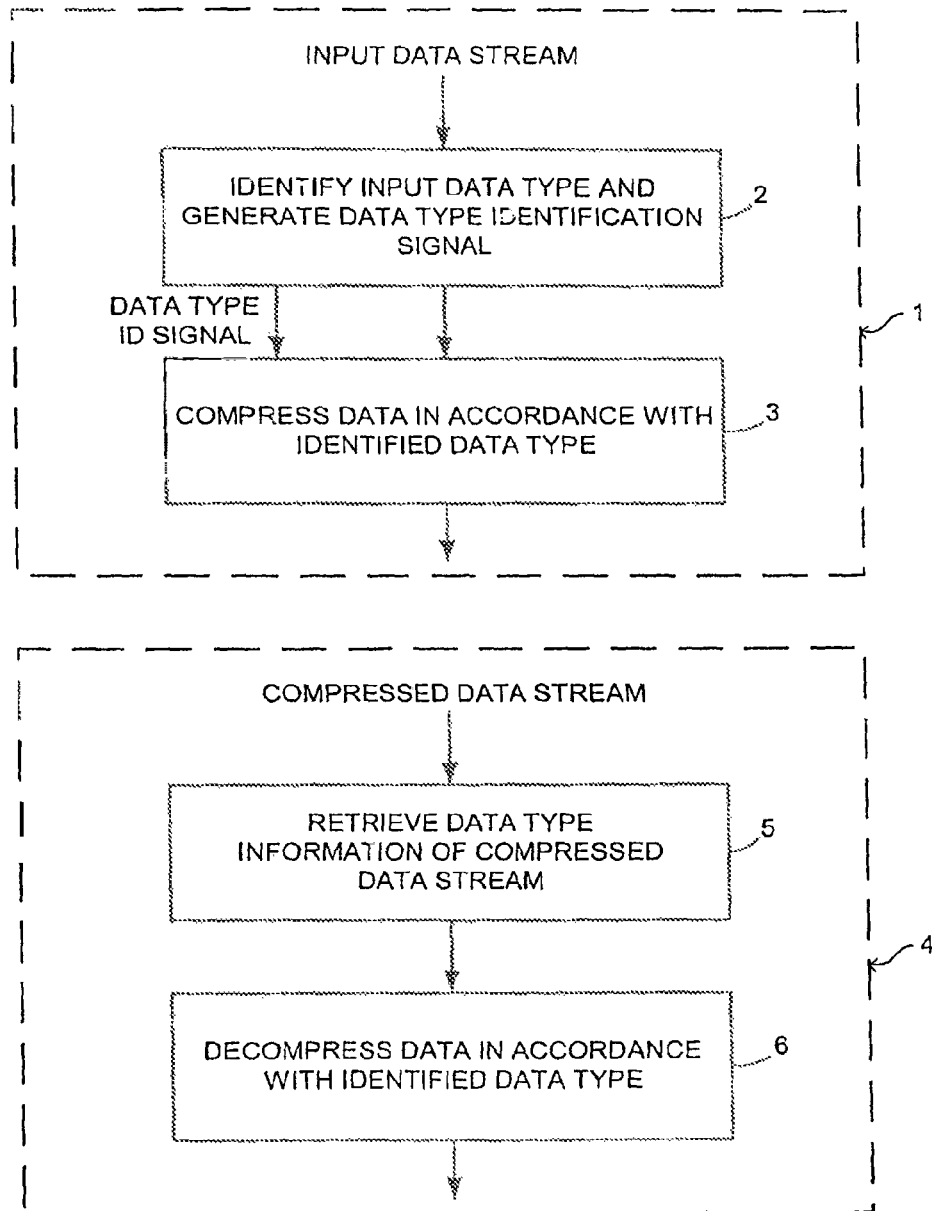 INPUT DATA STREAM
IDENTIFY INPUT DATA TYPE AND
GENERATE DATA TYPE IDENTIFICATION
SIGNAL
2
DATA TYPE
ID SIGNAL
1
COMPRESS DATA IN ACCORDANCE WITH
IDENTIFIED DATA TYPE
3
COMPRESSED DATA STREAM
RETRIEVE DATA TYPE
INFORMATION OF COMPRESSED
DATA STREAM
5
4
DECOMPRESS DATA IN ACCORDANCE
WITH IDENTIFIED DATA TYPE
6